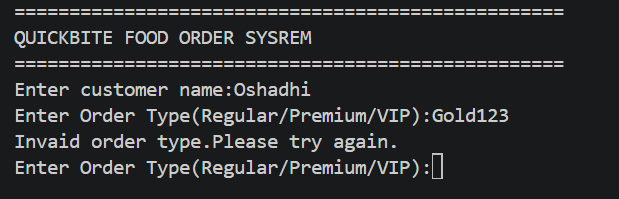 ==================================================
QUICKBITE FOOD ORDER SYSREM
==================================================
Enter customer name:Oshadhi
Enter Order Type(Regular/Premium/VIP):Gold123
Invaid order type.Please try again.
Enter Order Type(Regular/Premium/VIP):